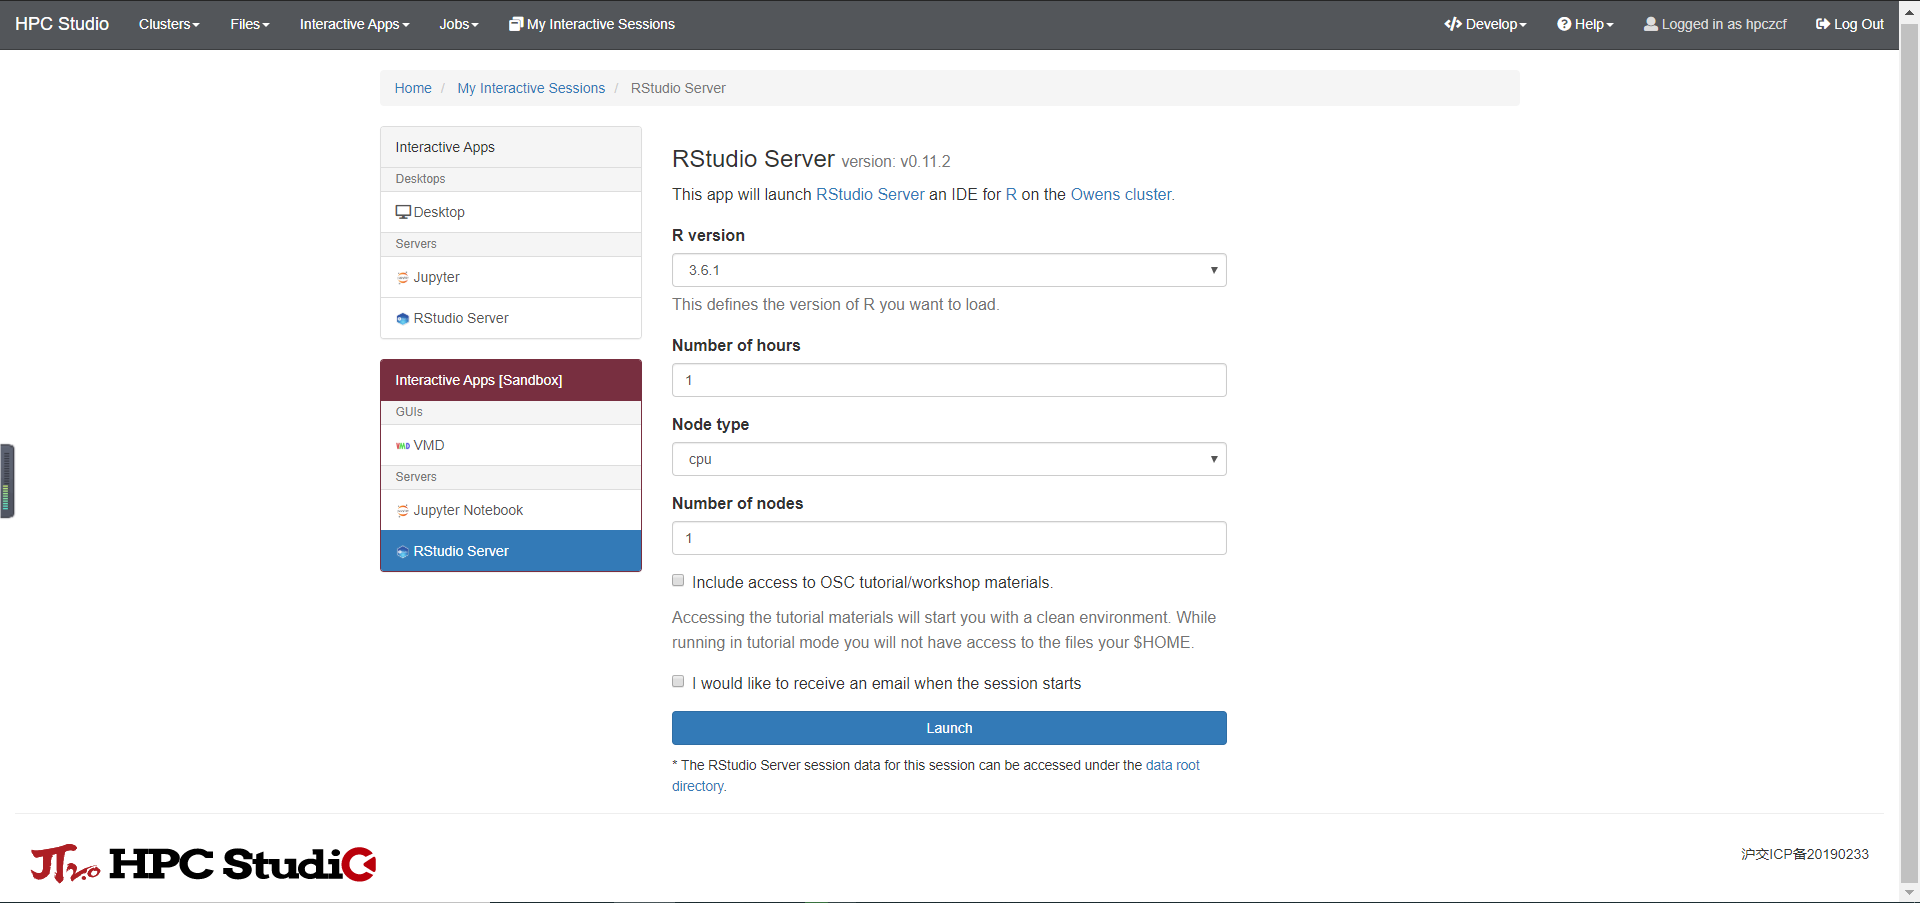 HPC Studio Clusters Files Interactive Apps Jobs My Interactive Sessions Develop Help Logged in as hpczcf Log Out
Home / My Interactive Sessions / RStudio Server
Interactive Apps
Desktops
Desktop
Servers
Jupyter
RStudio Server
Interactive Apps [Sandbox]
GUIs
VMD VMD
Servers
Jupyter Notebook
RStudio Server
RStudio Server version: v0.11.2
This app will launch RStudio Server an IDE for R on the Owens cluster.
R version
3.6.1
This defines the version of R you want to load.
Number of hours
1
Node type
cpu
Number of nodes
1
Include access to OSC tutorial/workshop materials.
Accessing the tutorial materials will start you with a clean environment. While
running in tutorial mode you will not have access to the files your $HOME.
I would like to receive an email when the session starts
Launch
* The RStudio Server session data for this session can be accessed under the data root
directory.
π 2.0 HPC Studio
沪交ICP备20190233